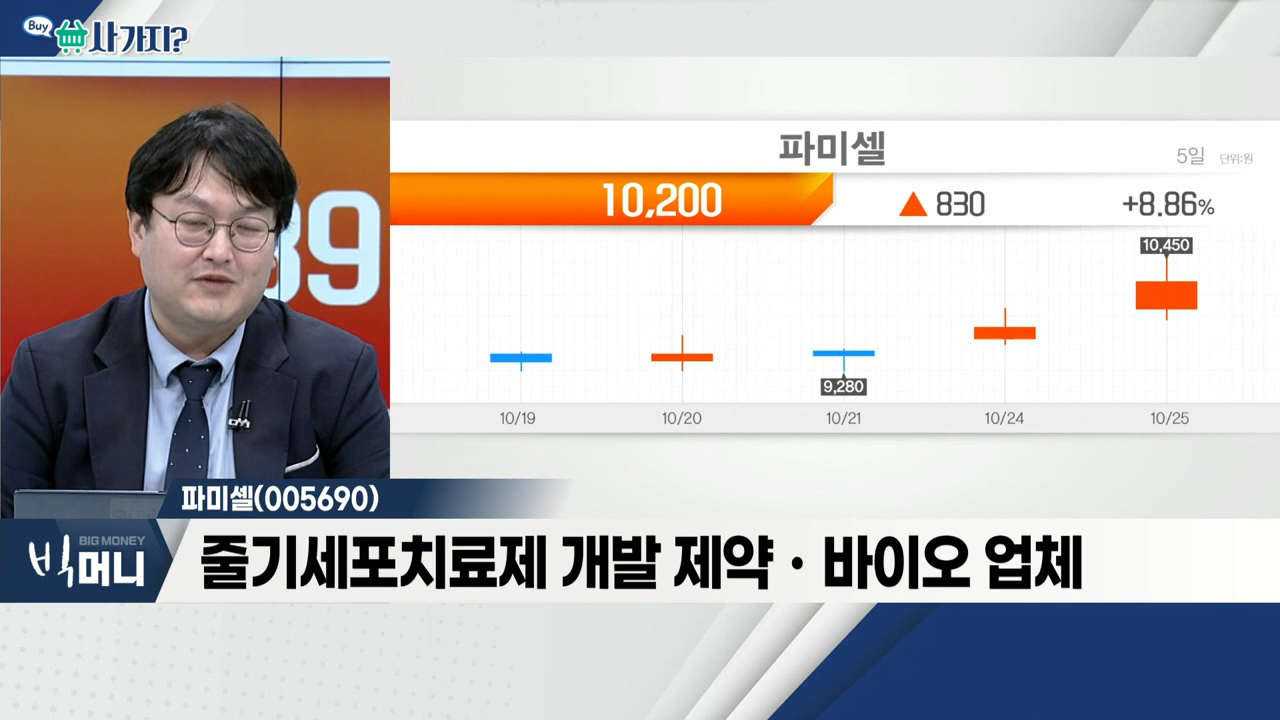 Buy 사가지?
39
파미셀
5일 단위:원
10,200 ▲ 830 +8.86%
10,450
9,280
10/19 10/20 10/21 10/24 10/25
파미셀(005690)
BIG MONEY
빅머니
줄기세포치료제 개발 제약・바이오 업체